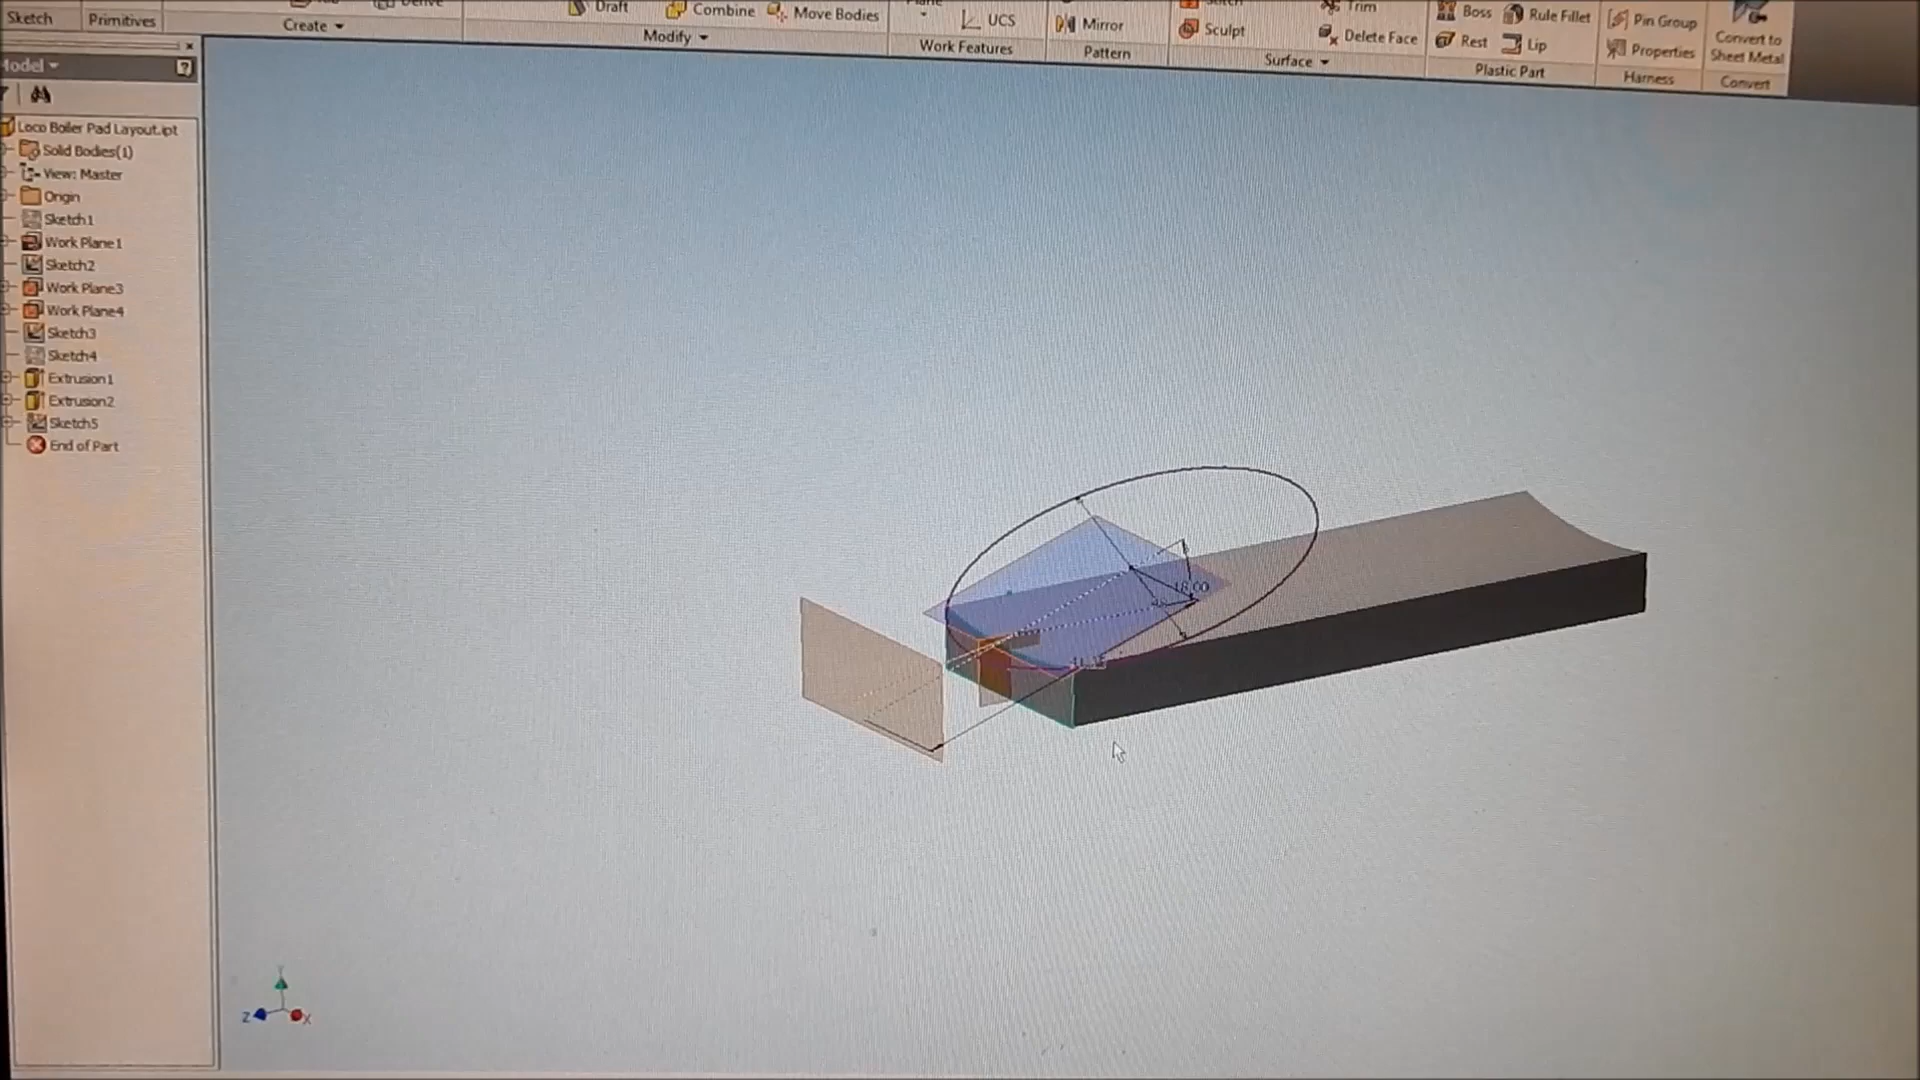 Sketch
Primitives
Create
Draft
Combine
Move Bodies
Modify
UCS
Work Features
Mirror
Pattern
Sculpt
Trim
Delete Face
Surface
Boss
Rule Fillet
Rest
Lip
Plastic Part
Pin Group
Properties
Harness
Convert to
Sheet Metal
Convert
Model
Loco Boiler Pad Layout.ipt
Solid Bodies(1)
View: Master
Origin
Sketch1
Work Plane1
Sketch2
Work Plane3
Work Plane4
Sketch3
Sketch4
Extrusion1
Extrusion2
Sketch5
End of Part
18.00
Y
Z
X